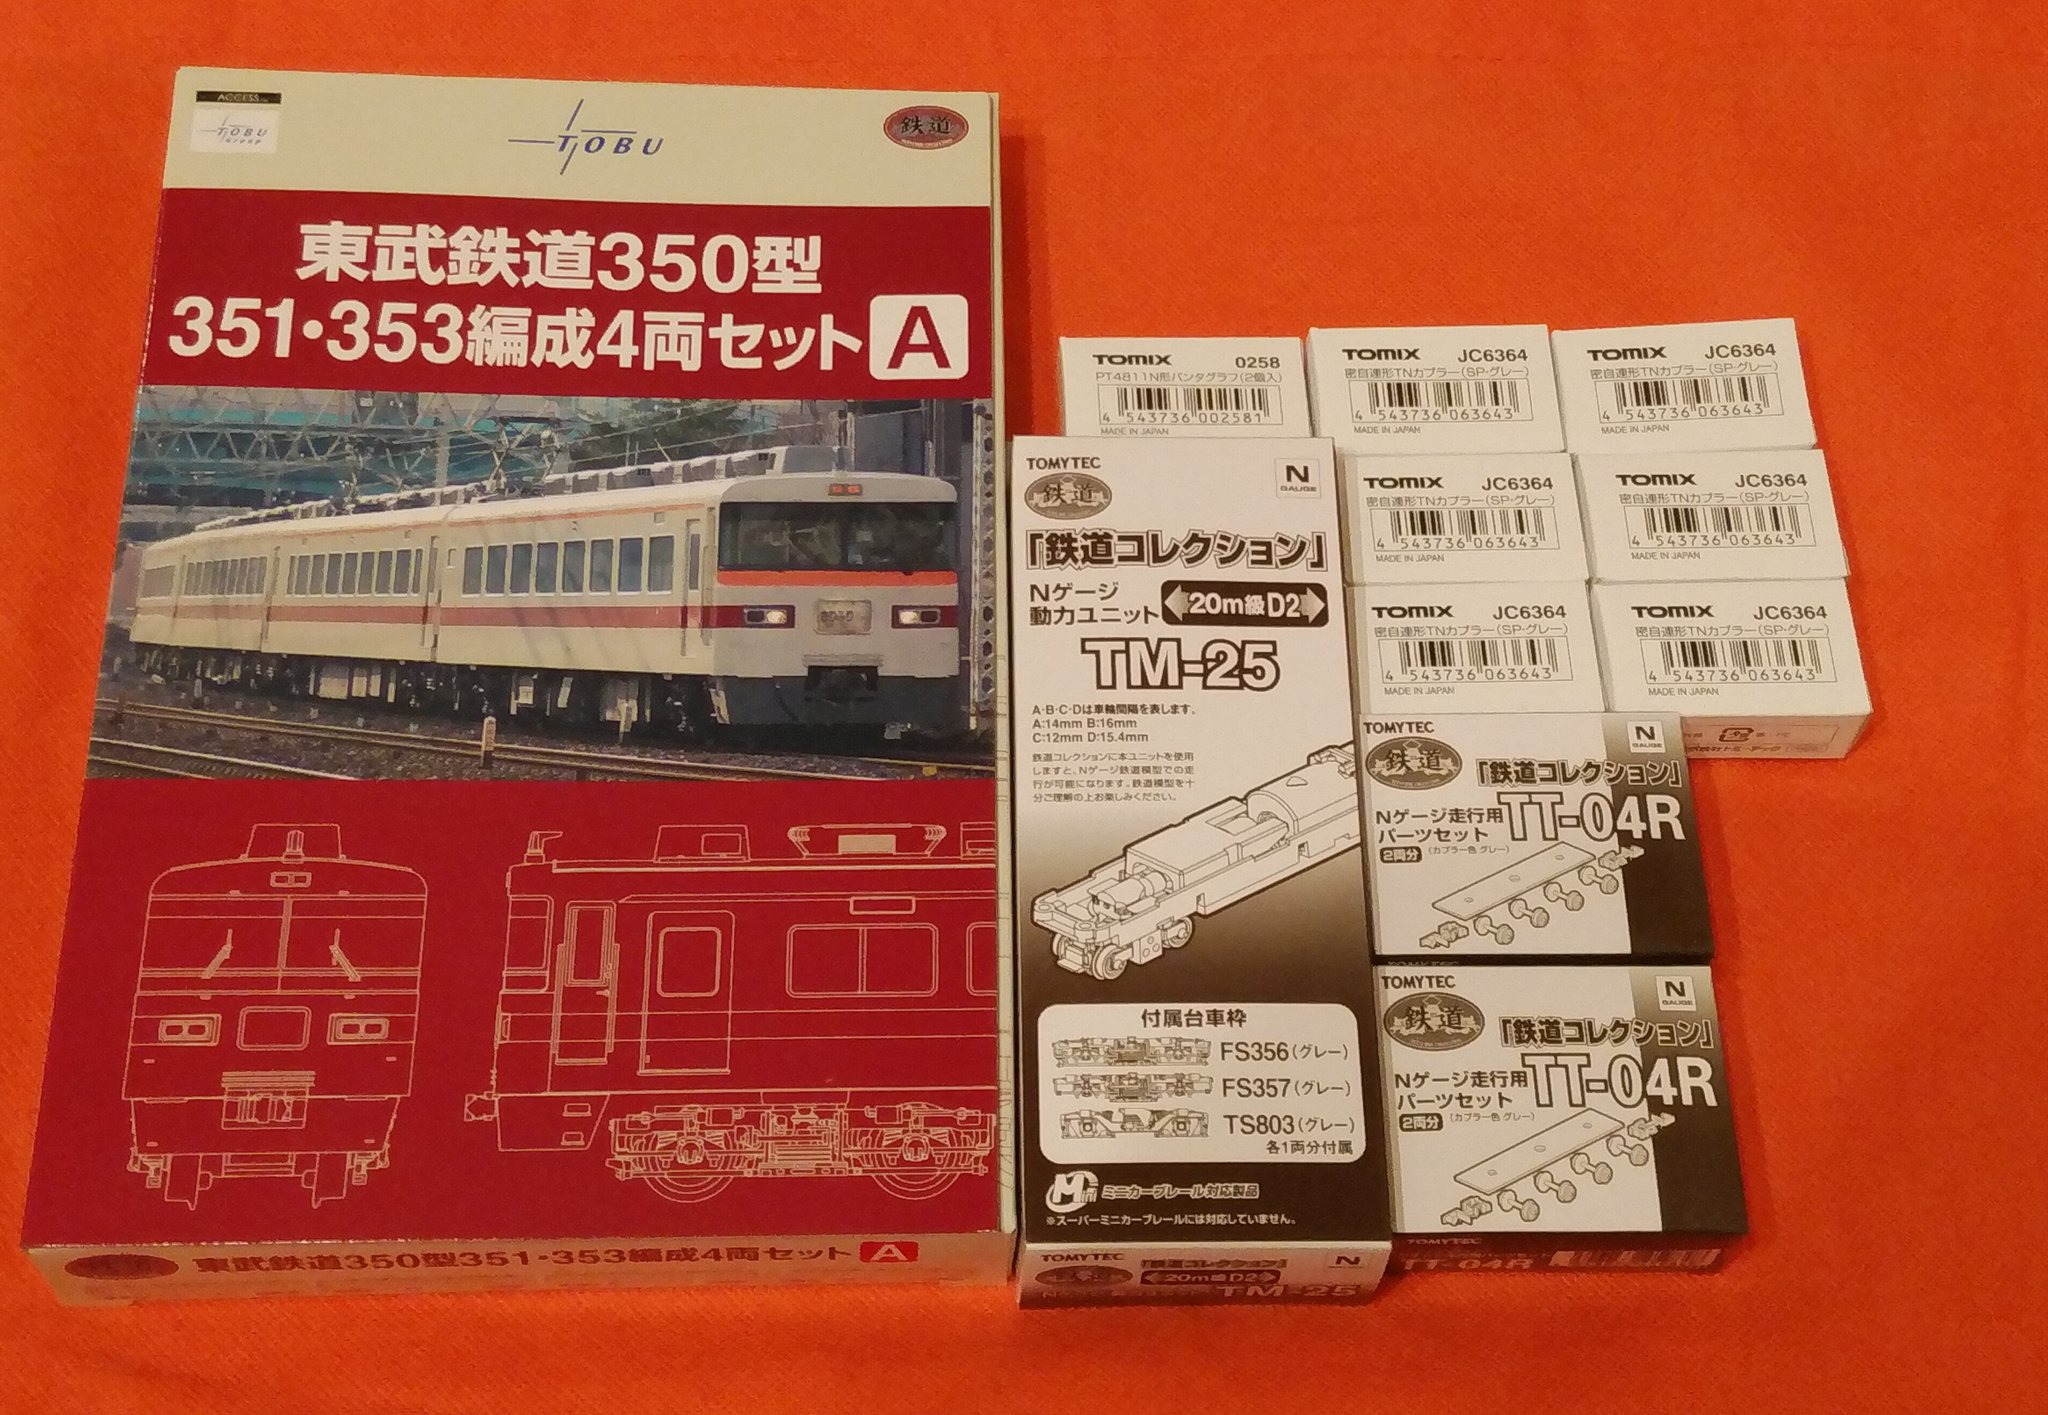 ACCESS
TOBU
GROUP
TOBU
鉄道
東武鉄道350型
351・353編成4両セット A
東武鉄道350型351・353編成4両セット A
TOMIX 0258
PT4811N形パンタグラフ(2個入)
4 543736 002581
MADE IN JAPAN
TOMIX JC6364
密自連形TNカプラー(SP・グレー)
4 543736 063643
MADE IN JAPAN
TOMIX JC6364
密自連形TNカプラー(SP・グレー)
4 543736 063643
MADE IN JAPAN
TOMIX JC6364
密自連形TNカプラー(SP・グレー)
4 543736 063643
MADE IN JAPAN
TOMIX JC6364
密自連形TNカプラー(SP・グレー)
4 543736 063643
MADE IN JAPAN
TOMIX JC6364
密自連形TNカプラー(SP・グレー)
4 543736 063643
MADE IN JAPAN
TOMIX JC6364
密自連形TNカプラー(SP・グレー)
4 543736 063643
MADE IN JAPAN
TOMYTEC
鉄道
N
GAUGE
「鉄道コレクション」
Nゲージ
動力ユニット
20m級D2
TM-25
A・B・C・Dは車輪間隔を表します。
A:14mm B:16mm
C:12mm D:15.4mm
鉄道コレクションに本ユニットを使用
しますと、Nゲージ鉄道模型での走
行が可能になります。鉄道模型を十
分ご理解の上お楽しみください。
付属台車枠
FS356(グレー)
FS357(グレー)
TS803(グレー)
各1両分付属
Mini
ミニカーブレール対応製品
※スーパーミニカーブレールには対応していません。
TOMYTEC
「鉄道コレクション」
N
20m級D2
TM-25
TOMYTEC
鉄道
N
GAUGE
「鉄道コレクション」
Nゲージ走行用
パーツセット
TT-04R
2両分
(カプラー色 グレー)
TOMYTEC
TOMYTEC
鉄道
N
GAUGE
「鉄道コレクション」
Nゲージ走行用
パーツセット
TT-04R
2両分
(カプラー色 グレー)
TOMYTEC
TT-04R